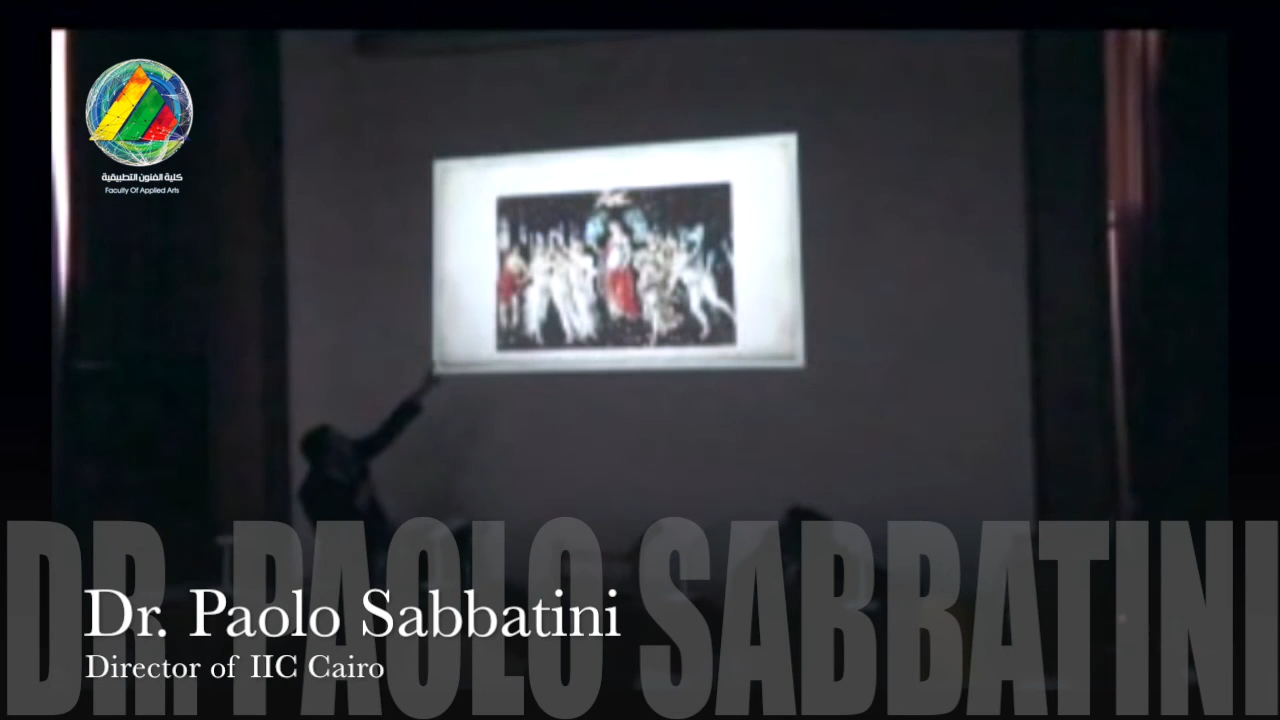 كلية الفنون التطبيقية
Faculty Of Applied Arts
DR. PAOLO SABBATINI
Dr. Paolo Sabbatini
Director of IIC Cairo